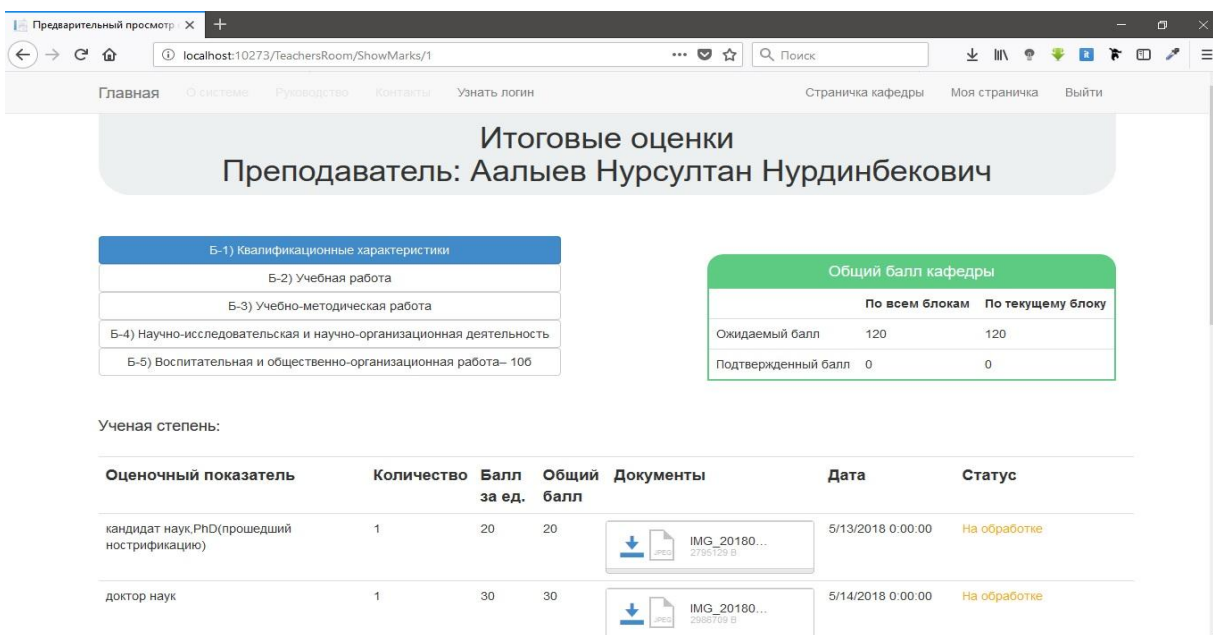 Предварительный просмотр
localhost:10273/TeachersRoom/ShowMarks/1
Поиск
Главная О системе Руководство Контакты Узнать логин Страничка кафедры Моя страничка Выйти
Итоговые оценки
Преподаватель: Аалыев Нурсултан Нурдинбекович
Б-1) Квалификационные характеристики
Б-2) Учебная работа
Б-3) Учебно-методическая работа
Б-4) Научно-исследовательская и научно-организационная деятельность
Б-5) Воспитательная и общественно-организационная работа– 10б
Общий балл кафедры
По всем блокам По текущему блоку
Ожидаемый балл 120 120
Подтвержденный балл 0 0
Ученая степень:
Оценочный показатель Количество Балл за ед. Общий балл Документы Дата Статус
кандидат наук,PhD(прошедший нострификацию) 1 20 20 JPEG IMG_20180... 2795129 B 5/13/2018 0:00:00 На обработке
доктор наук 1 30 30 JPEG IMG_20180... 2986709 B 5/14/2018 0:00:00 На обработке